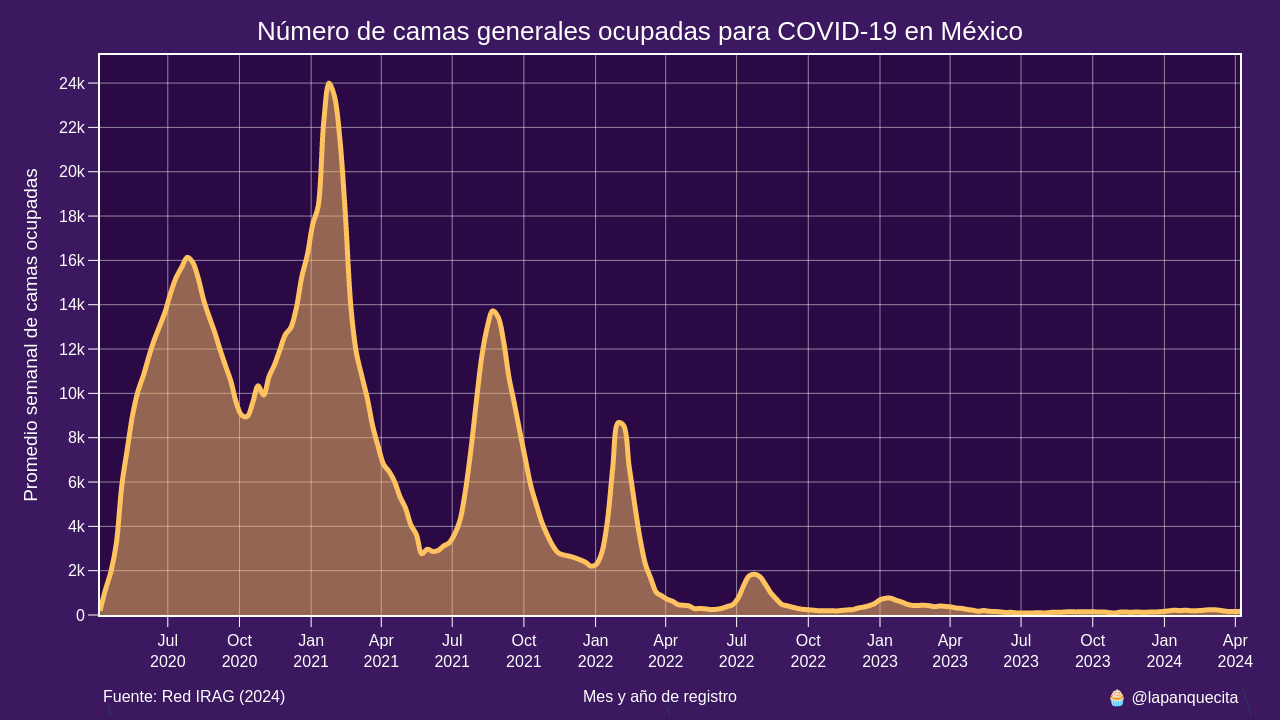 Número de camas generales ocupadas para COVID-19 en México
Promedio semanal de camas ocupadas
24k
22k
20k
18k
16k
14k
12k
10k
8k
6k
4k
2k
0
Jul Oct Jan Apr Jul Oct Jan Apr Jul Oct Jan Apr Jul Oct Jan Apr
2020 2020 2021 2021 2021 2021 2022 2022 2022 2022 2023 2023 2023 2023 2024 2024
Fuente: Red IRAG (2024) Mes y año de registro 🧁 @lapanquecita